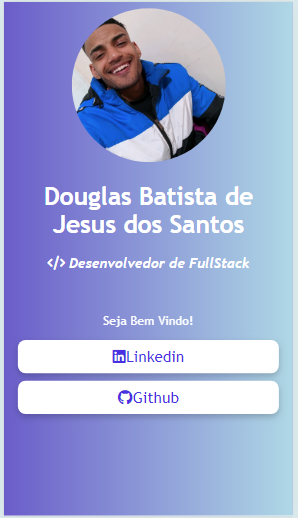 Douglas Batista de
Jesus dos Santos
</> Desenvolvedor de FullStack
Seja Bem Vindo!
Linkedin
Github